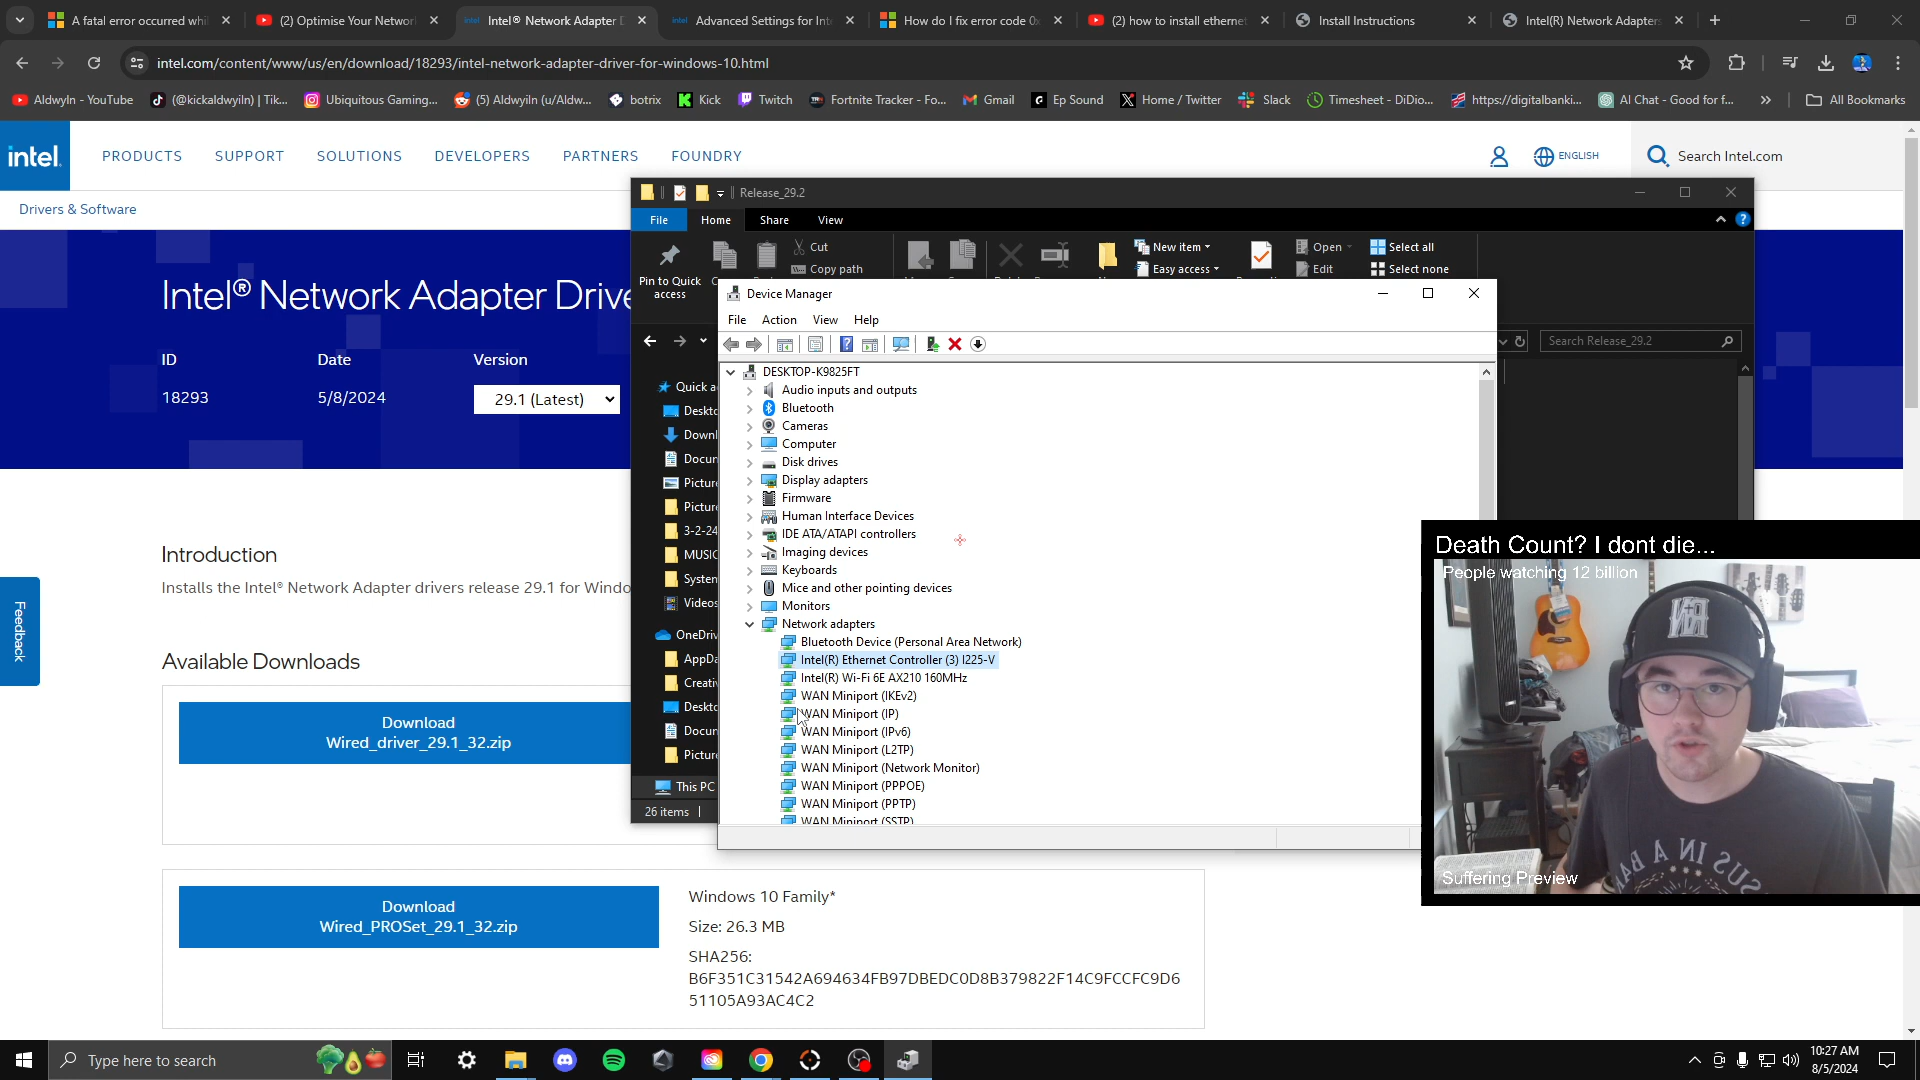 A fatal error occurred whi
(2) Optimise Your Networ
Intel® Network Adapter D
Advanced Settings for Int
How do I fix error code 0x
(2) how to install ethernet
Install Instructions
Intel(R) Network Adapters
intel.com/content/www/us/en/download/18293/intel-network-adapter-driver-for-windows-10.html
Aldwyln - YouTube
(@kickaldwyiln) | Tik...
Ubiquitous Gaming...
(5) Aldwyiln (u/Aldw...
botrix
Kick
Twitch
Fortnite Tracker - Fo...
Gmail
Ep Sound
Home / Twitter
Slack
Timesheet - DiDio...
https://digitalbanki...
AI Chat - Good for f...
All Bookmarks
intel.
PRODUCTS
SUPPORT
SOLUTIONS
DEVELOPERS
PARTNERS
FOUNDRY
ENGLISH
Search Intel.com
Drivers & Software
Intel® Network Adapter Drive
ID
Date
Version
18293
5/8/2024
29.1 (Latest)
Introduction
Installs the Intel® Network Adapter drivers release 29.1 for Windo
Feedback
Available Downloads
Download
Wired_driver_29.1_32.zip
Download
Wired_PROSet_29.1_32.zip
Windows 10 Family*
Size: 26.3 MB
SHA256:
B6F351C31542A694634FB97DBEDC0D8B379822F14C9FCCFC9D6
51105A93AC4C2
Release_29.2
File
Home
Share
View
Pin to Quick
access
Cut
Copy path
New item
Easy access
Open
Edit
Select all
Select none
Search Release_29.2
Quick a
Deskto
Downl
Docun
Picture
Picture
3-2-24
MUSIC
System
Videos
OneDriv
AppDa
Creativ
Deskto
Docun
Picture
This PC
26 items
Device Manager
File
Action
View
Help
DESKTOP-K9825FT
Audio inputs and outputs
Bluetooth
Cameras
Computer
Disk drives
Display adapters
Firmware
Human Interface Devices
IDE ATA/ATAPI controllers
Imaging devices
Keyboards
Mice and other pointing devices
Monitors
Network adapters
Bluetooth Device (Personal Area Network)
Intel(R) Ethernet Controller (3) I225-V
Intel(R) Wi-Fi 6E AX210 160MHz
WAN Miniport (IKEv2)
WAN Miniport (IP)
WAN Miniport (IPv6)
WAN Miniport (L2TP)
WAN Miniport (Network Monitor)
WAN Miniport (PPPOE)
WAN Miniport (PPTP)
WAN Miniport (SSTP)
Death Count? I dont die...
People watching 12 billion
Suffering Preview
Type here to search
10:27 AM
8/5/2024